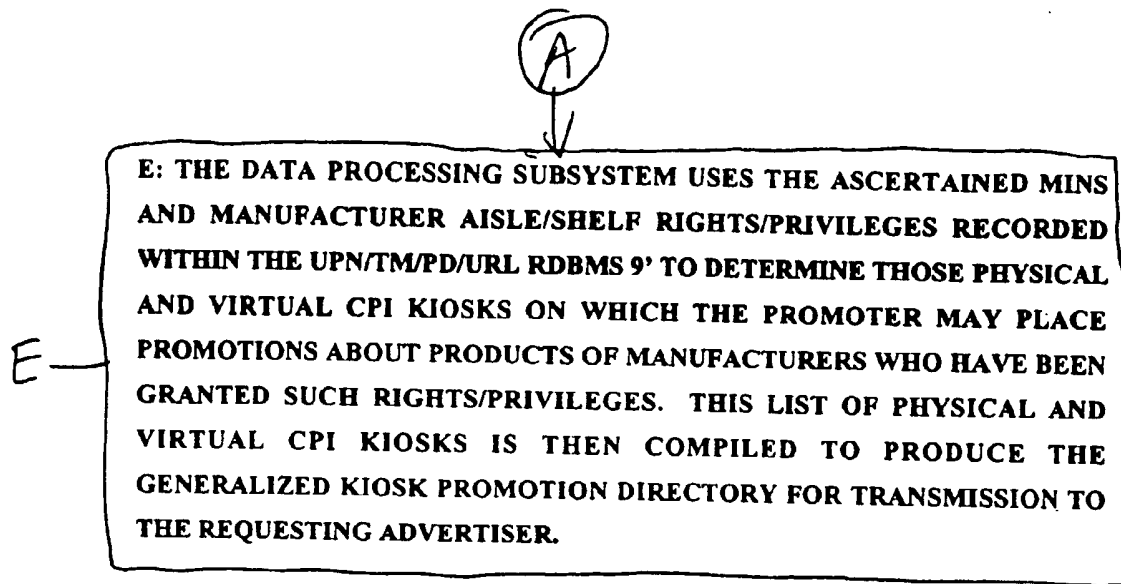 A
E: THE DATA PROCESSING SUBSYSTEM USES THE ASCERTAINED MINS
AND MANUFACTURER AISLE/SHELF RIGHTS/PRIVILEGES RECORDED
WITHIN THE UPN/TM/PD/URL RDBMS 9' TO DETERMINE THOSE PHYSICAL
AND VIRTUAL CPI KIOSKS ON WHICH THE PROMOTER MAY PLACE
E
PROMOTIONS ABOUT PRODUCTS OF MANUFACTURERS WHO HAVE BEEN
GRANTED SUCH RIGHTS/PRIVILEGES. THIS LIST OF PHYSICAL AND
VIRTUAL CPI KIOSKS IS THEN COMPILED TO PRODUCE THE
GENERALIZED KIOSK PROMOTION DIRECTORY FOR TRANSMISSION TO
THE REQUESTING ADVERTISER.